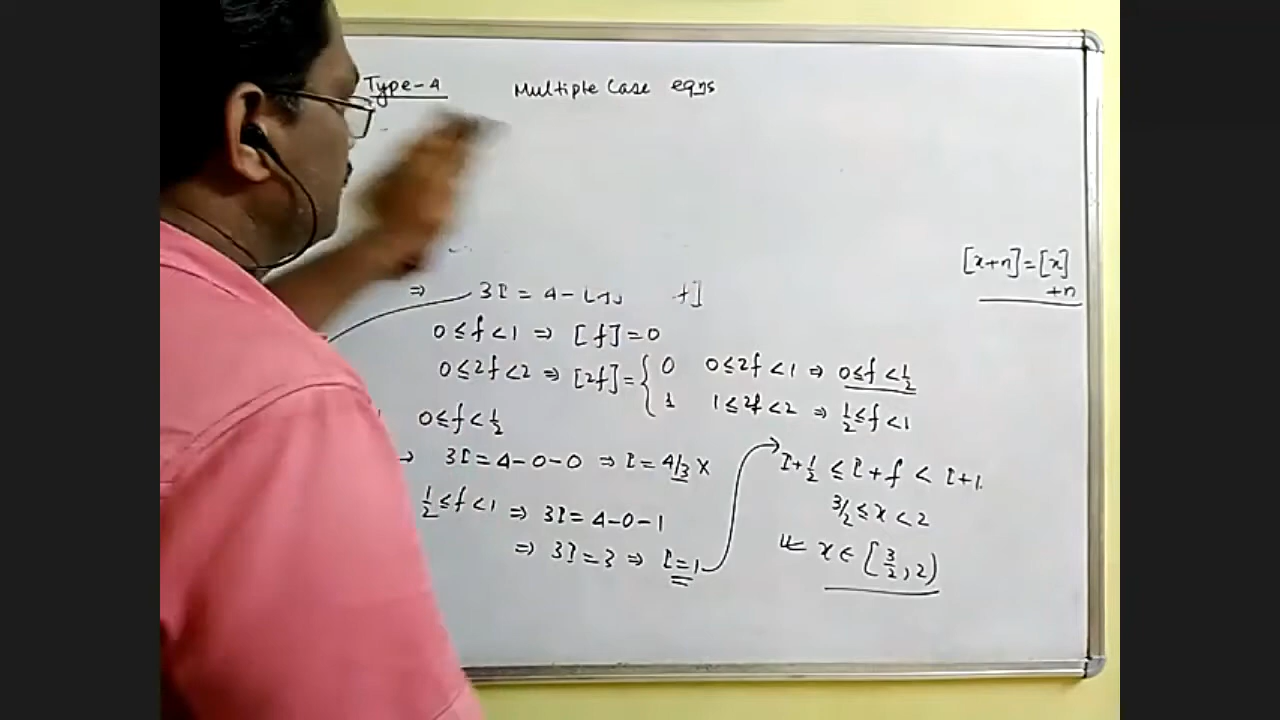 Type-4 Multiple Case eqns
[x+n]=[x]
+n
⇒ 3I = 4-
f]
0≤f<1 ⇒ [f]=0
0≤2f<2 ⇒ [2f]={ 0 0≤2f<1 ⇒ 0≤f<1/2
1 1≤2f<2 ⇒ 1/2≤f<1
0≤f<1/2
→ 3I=4-0-0 ⇒ I=4/3 X
I+1/2 ≤ I+f < I+1
1/2≤f<1 ⇒ 3I=4-0-1
3/2≤x<2
⇒ 3I=3 ⇒ I=1
x∈[3/2,2)